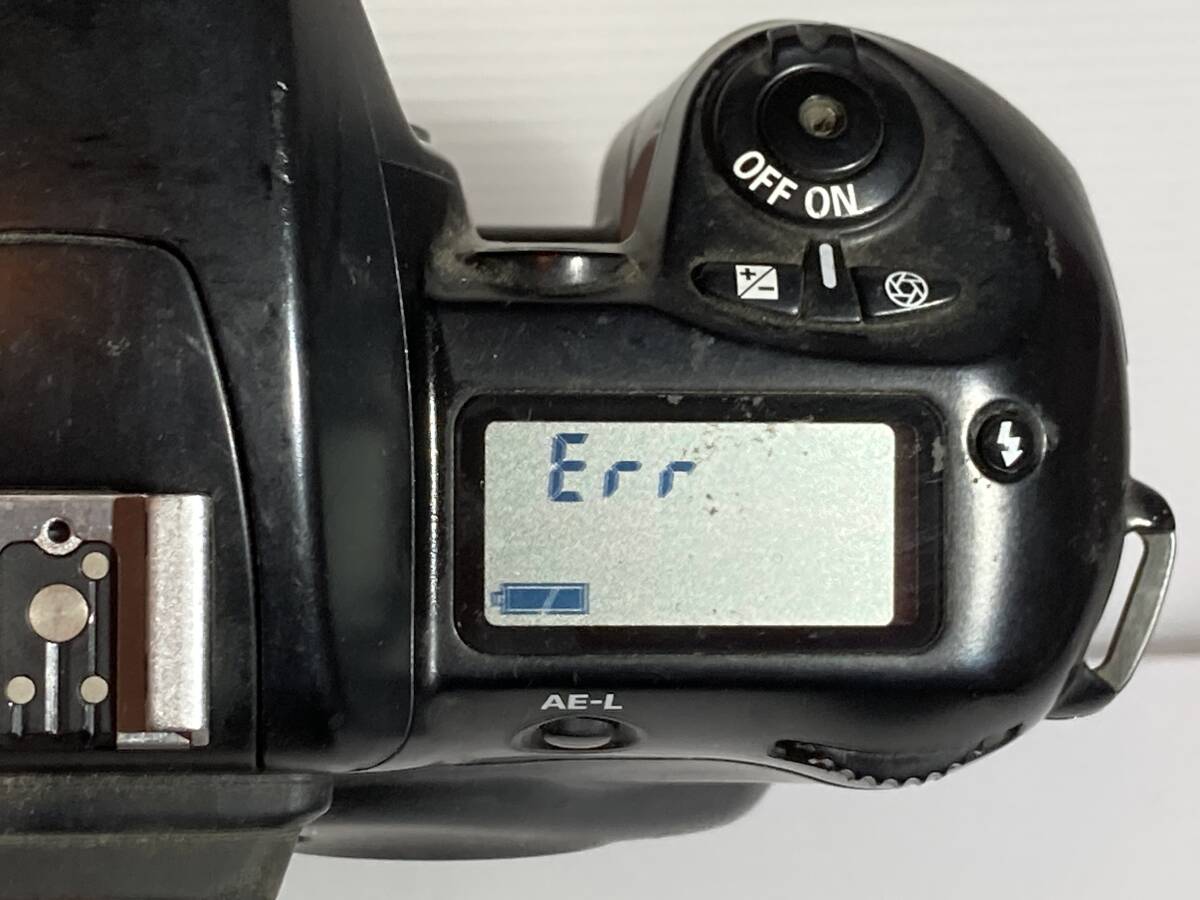 OFF ON
+ −
Err
AE-L